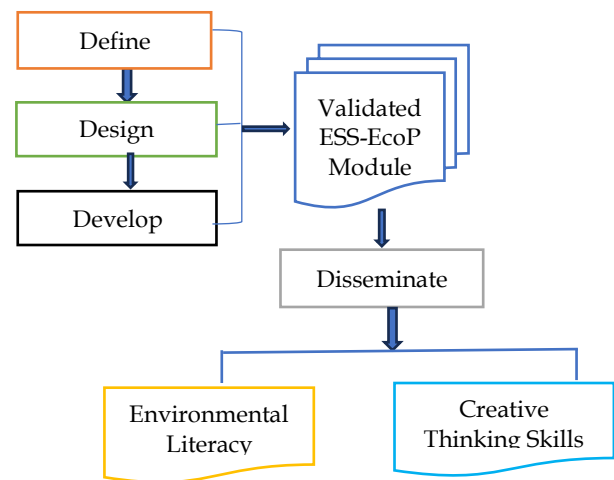 Define
Design
Develop
Validated
ESS-EcoP
Module
Disseminate
Environmental
Literacy
Creative
Thinking Skills